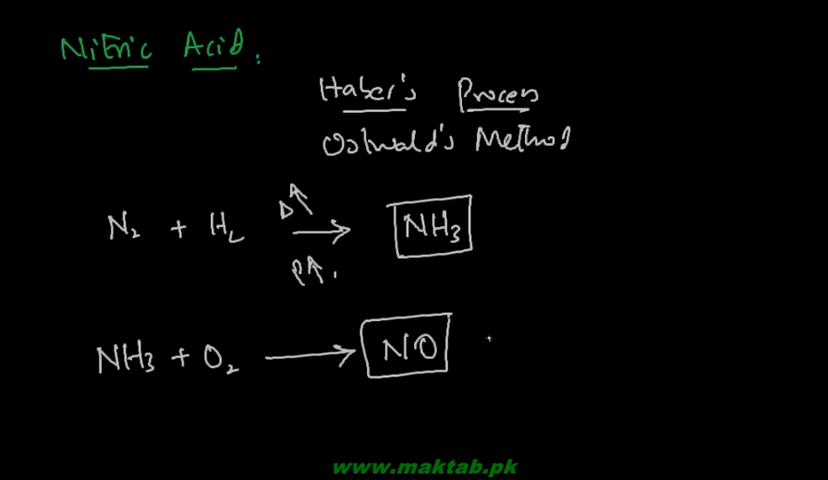 Nitric Acid.
Haber's Process
Ostwald's Method
N₂ + H₂ Δ↑ P↑ → NH₃
NH₃ + O₂ → NO
www.maktab.pk